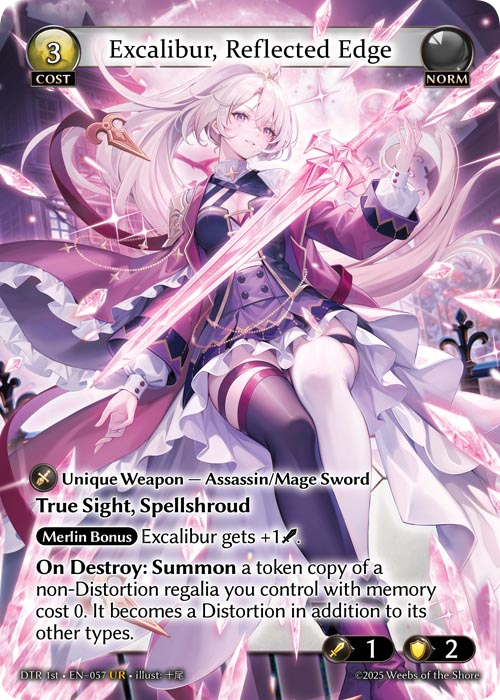 3
COST
Excalibur, Reflected Edge
NORM
Unique Weapon — Assassin/Mage Sword
True Sight, Spellshroud
Merlin Bonus Excalibur gets +1.
On Destroy: Summon a token copy of a
non-Distortion regalia you control with memory
cost 0. It becomes a Distortion in addition to its
other types.
1
2
DTR 1st • EN-057 UR • illust: 十尾
©2025 Weebs of the Shore